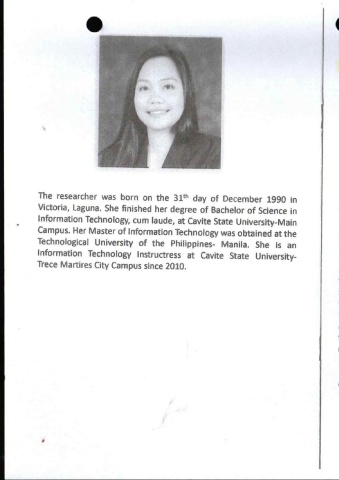 The researcher was born on the 31th day of December 1990 in
Victoria, Laguna. She finished her degree of Bachelor of Science in
Information Technology, cum laude, at Cavite State University-Main
Campus. Her Master of Information Technology was obtained at the
Technological University of the Philippines- Manila. She is an
Information Technology Instructress at Cavite State University-
Trece Martires City Campus since 2010.